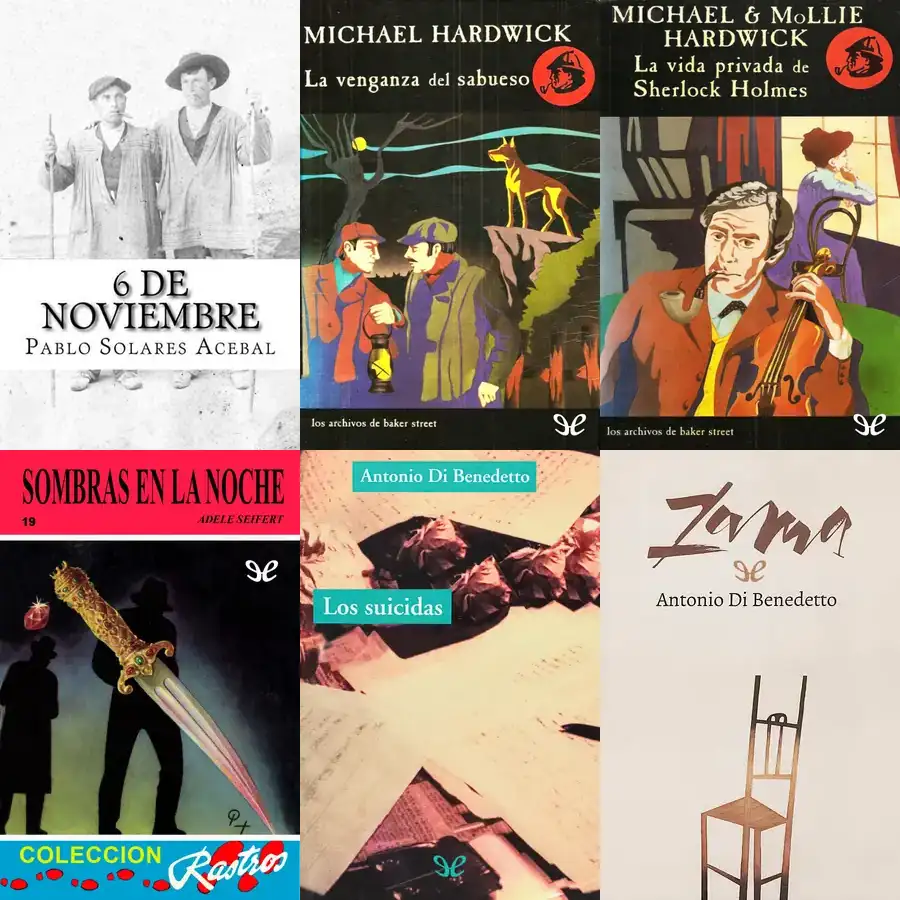 6 DE
NOVIEMBRE
PABLO SOLARES ACEBAL
MICHAEL HARDWICK
La venganza del sabueso
los archivos de baker street
MICHAEL & MoLLIE
HARDWICK
La vida privada de
Sherlock Holmes
los archivos de baker street
SOMBRAS EN LA NOCHE
19
ADELE SEIFERT
COLECCION
Rastros
Antonio Di Benedetto
Los suicidas
Zama
Antonio Di Benedetto